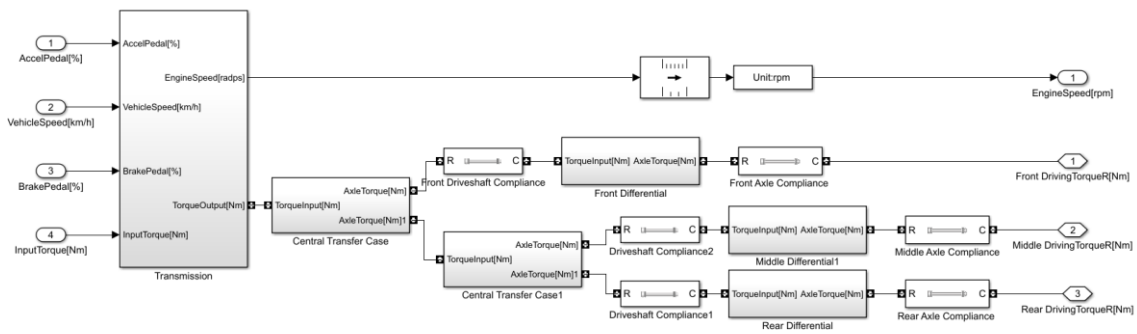 1
AccelPedal[%]
2
VehicleSpeed[km/h]
3
BrakePedal[%]
4
InputTorque[Nm]
AccelPedal[%]
EngineSpeed[radps]
VehicleSpeed[km/h]
BrakePedal[%]
TorqueOutput[Nm]
InputTorque[Nm]
Transmission
Unit:rpm
1
EngineSpeed[rpm]
TorqueInput[Nm]
AxleTorque[Nm]
AxleTorque[Nm]1
Central Transfer Case
R C
Front Driveshaft Compliance
TorqueInput[Nm] AxleTorque[Nm]
Front Differential
R C
Front Axle Compliance
1
Front DrivingTorqueR[Nm]
TorqueInput[Nm]
AxleTorque[Nm]
AxleTorque[Nm]1
Central Transfer Case1
R C
Driveshaft Compliance2
TorqueInput[Nm] AxleTorque[Nm]
Middle Differential1
R C
Middle Axle Compliance
2
Middle DrivingTorqueR[Nm]
R C
Driveshaft Compliance1
TorqueInput[Nm] AxleTorque[Nm]
Rear Differential
R C
Rear Axle Compliance
3
Rear DrivingTorqueR[Nm]